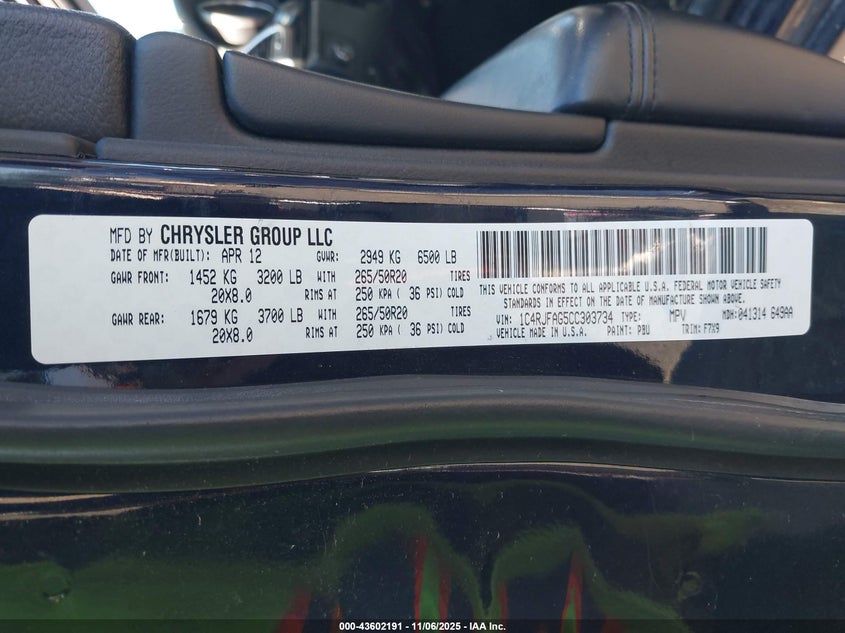 MFD BY CHRYSLER GROUP LLC
DATE OF MFR(BUILT): APR 12 GVWR: 2949 KG 6500 LB
GAWR FRONT: 1452 KG 3200 LB WITH 265/50R20 TIRES
20X8.0 RIMS AT 250 KPA ( 36 PSI) COLD
GAWR REAR: 1679 KG 3700 LB WITH 265/50R20 TIRES
20X8.0 RIMS AT 250 KPA ( 36 PSI) COLD
THIS VEHICLE CONFORMS TO ALL APPLICABLE U.S.A. FEDERAL MOTOR VEHICLE SAFETY
STANDARDS IN EFFECT ON THE DATE OF MANUFACTURE SHOWN ABOVE.
VIN: 1C4RJFAG5CC303734 TYPE: MPV MDH: 041314 649AA
VEHICLE MADE IN U.S.A. PAINT: PBU TRIM: F7X9
000-43602191 - 11/06/2025 - IAA Inc.